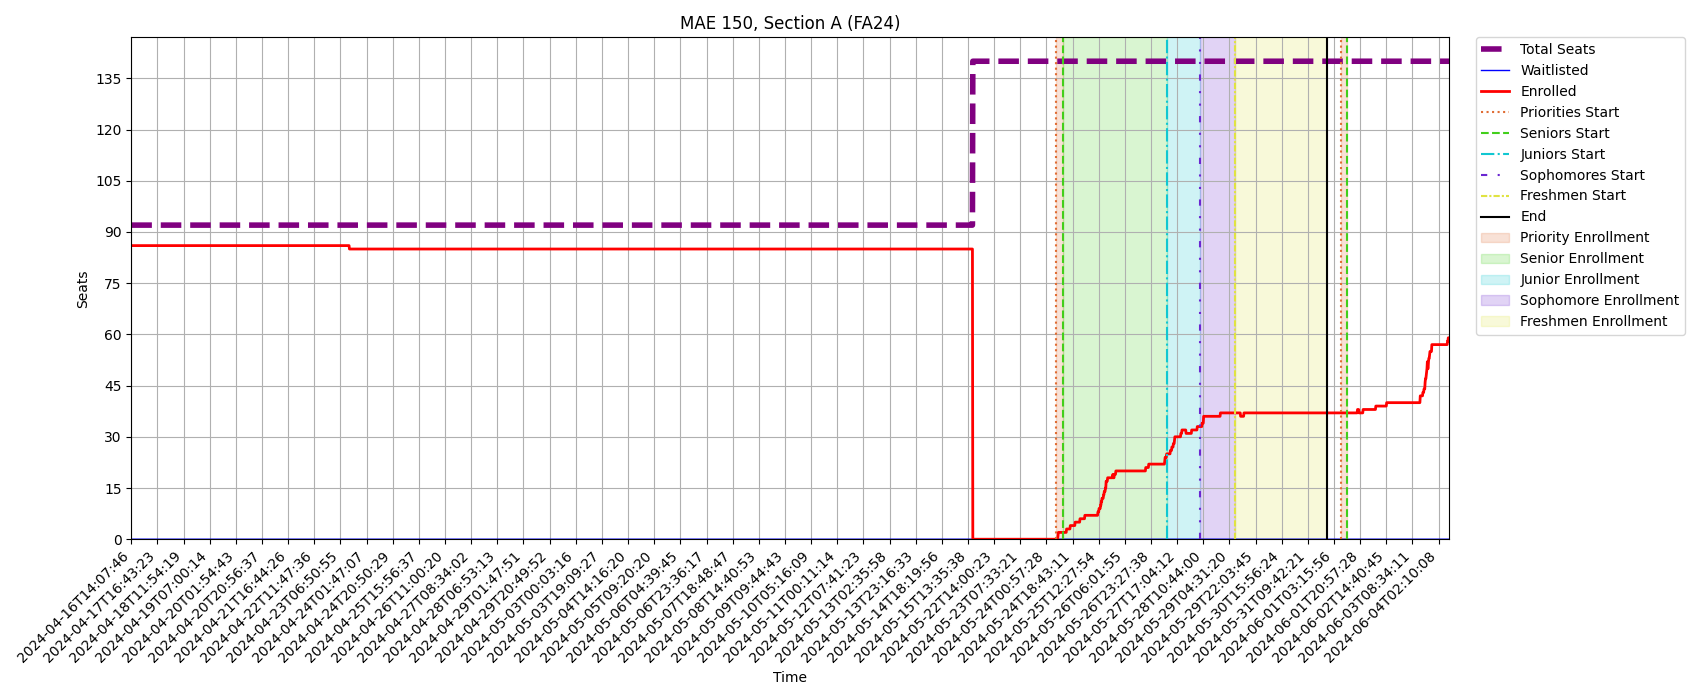 MAE 150, Section A (FA24)
Total Seats
Waitlisted
Enrolled
Priorities Start
Seniors Start
Juniors Start
Sophomores Start
Freshmen Start
End
Priority Enrollment
Senior Enrollment
Junior Enrollment
Sophomore Enrollment
Freshmen Enrollment
Seats
135
120
105
90
75
60
45
30
15
0
2024-04-16T14:07:46
2024-04-17T16:43:23
2024-04-18T11:54:19
2024-04-19T07:00:14
2024-04-20T01:54:43
2024-04-20T20:56:37
2024-04-21T16:44:26
2024-04-22T11:47:36
2024-04-23T06:50:55
2024-04-24T01:47:07
2024-04-24T20:50:29
2024-04-25T15:56:37
2024-04-26T11:00:20
2024-04-27T08:34:02
2024-04-28T06:53:13
2024-04-29T01:47:51
2024-04-29T20:49:52
2024-05-03T00:03:16
2024-05-03T19:09:27
2024-05-04T14:16:20
2024-05-05T09:20:20
2024-05-06T04:39:45
2024-05-06T23:36:17
2024-05-07T18:48:47
2024-05-08T14:40:53
2024-05-09T09:44:43
2024-05-10T05:16:09
2024-05-11T00:11:14
2024-05-12T07:41:23
2024-05-13T02:35:58
2024-05-13T23:16:33
2024-05-14T18:19:56
2024-05-15T13:35:38
2024-05-22T14:00:23
2024-05-23T07:33:21
2024-05-24T00:57:28
2024-05-24T18:43:11
2024-05-25T12:27:54
2024-05-26T06:01:55
2024-05-26T23:27:38
2024-05-27T17:04:12
2024-05-28T10:44:00
2024-05-29T04:31:20
2024-05-29T22:03:45
2024-05-30T15:56:24
2024-05-31T09:42:21
2024-06-01T03:15:56
2024-06-01T20:57:28
2024-06-02T14:40:45
2024-06-03T08:34:11
2024-06-04T02:10:08
Time